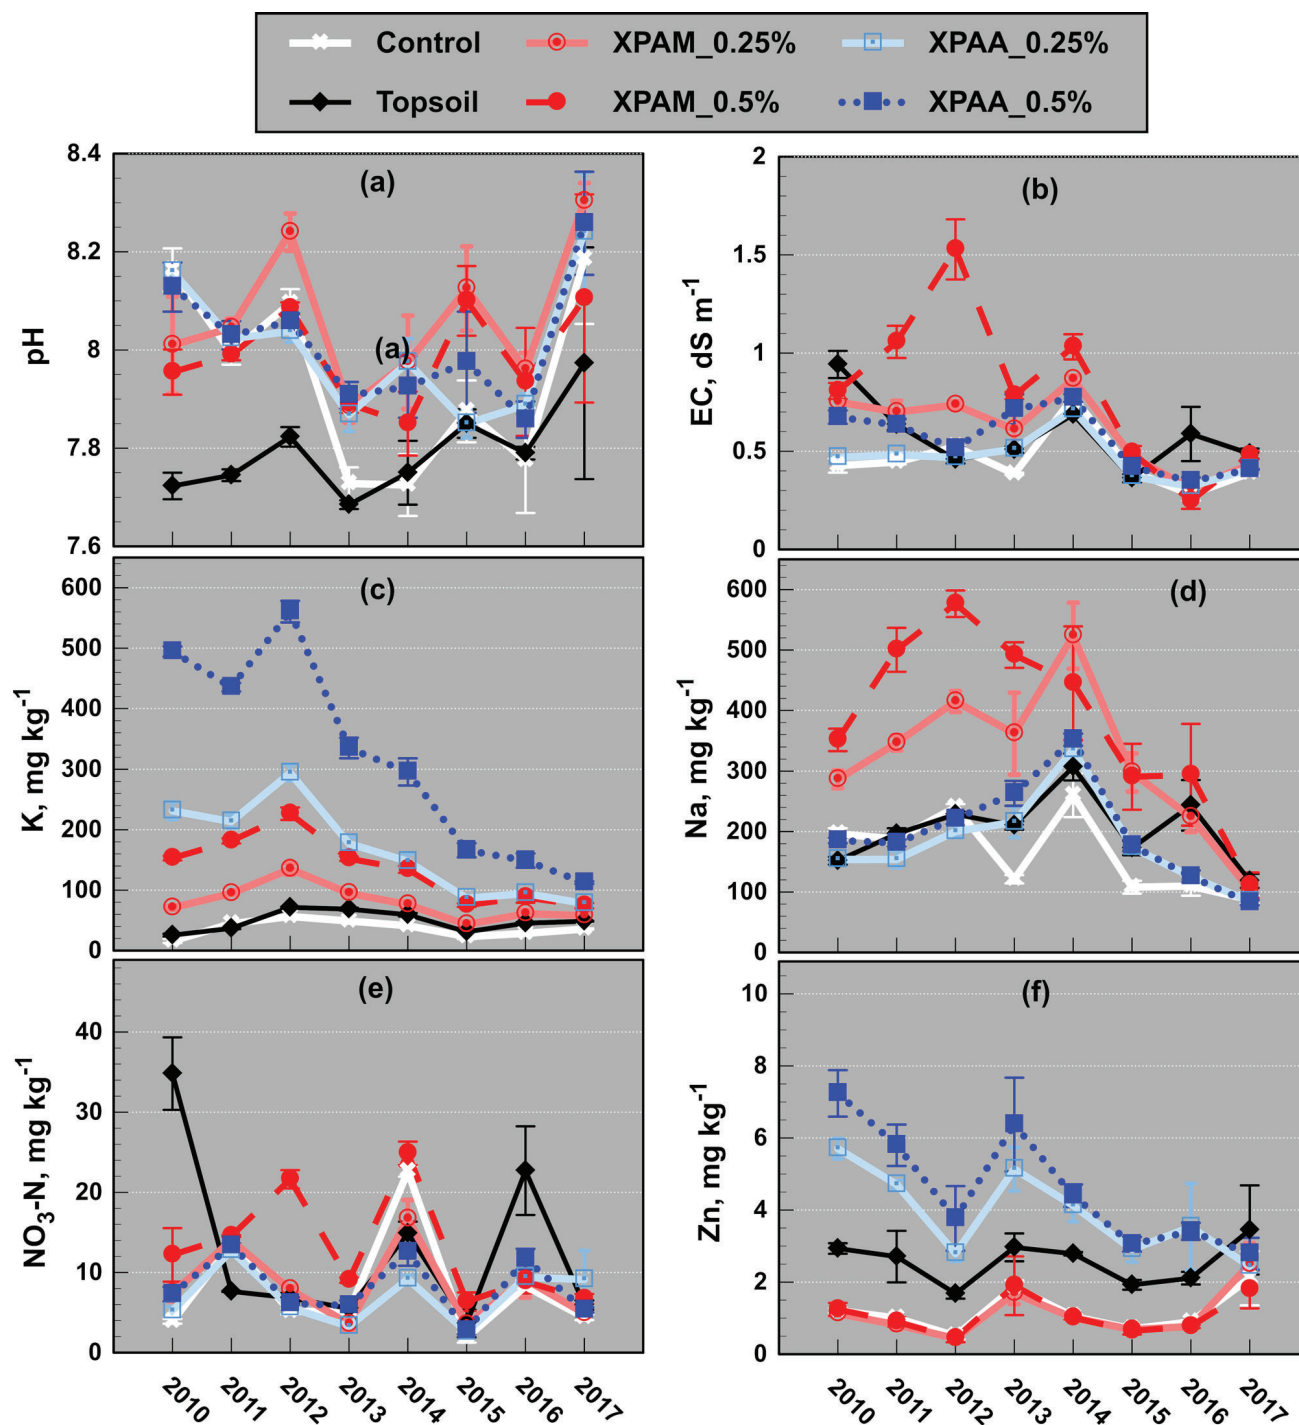 Control XPAM_0.25% XPAA_0.25%
Topsoil XPAM_0.5% XPAA_0.5%
(a)
(a)
pH
8.4
8.2
8
7.8
7.6
(b)
EC, dS m⁻¹
2
1.5
1
0.5
0
(c)
K, mg kg⁻¹
600
500
400
300
200
100
0
(d)
Na, mg kg⁻¹
600
500
400
300
200
100
0
(e)
NO₃-N, mg kg⁻¹
40
30
20
10
0
2010 2011 2012 2013 2014 2015 2016 2017
(f)
Zn, mg kg⁻¹
10
8
6
4
2
0
2010 2011 2012 2013 2014 2015 2016 2017